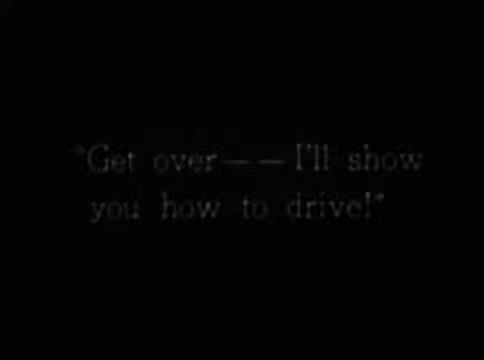 "Get over — — I'll show
you how to drive!"